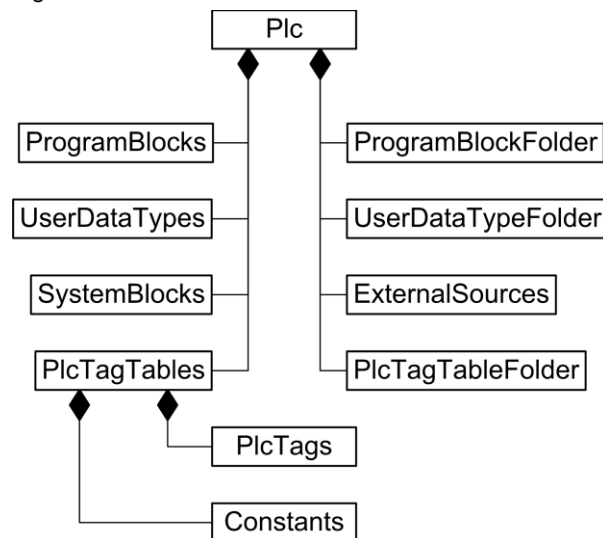 Plc
ProgramBlocks
ProgramBlockFolder
UserDataTypes
UserDataTypeFolder
SystemBlocks
ExternalSources
PlcTagTables
PlcTagTableFolder
PlcTags
Constants